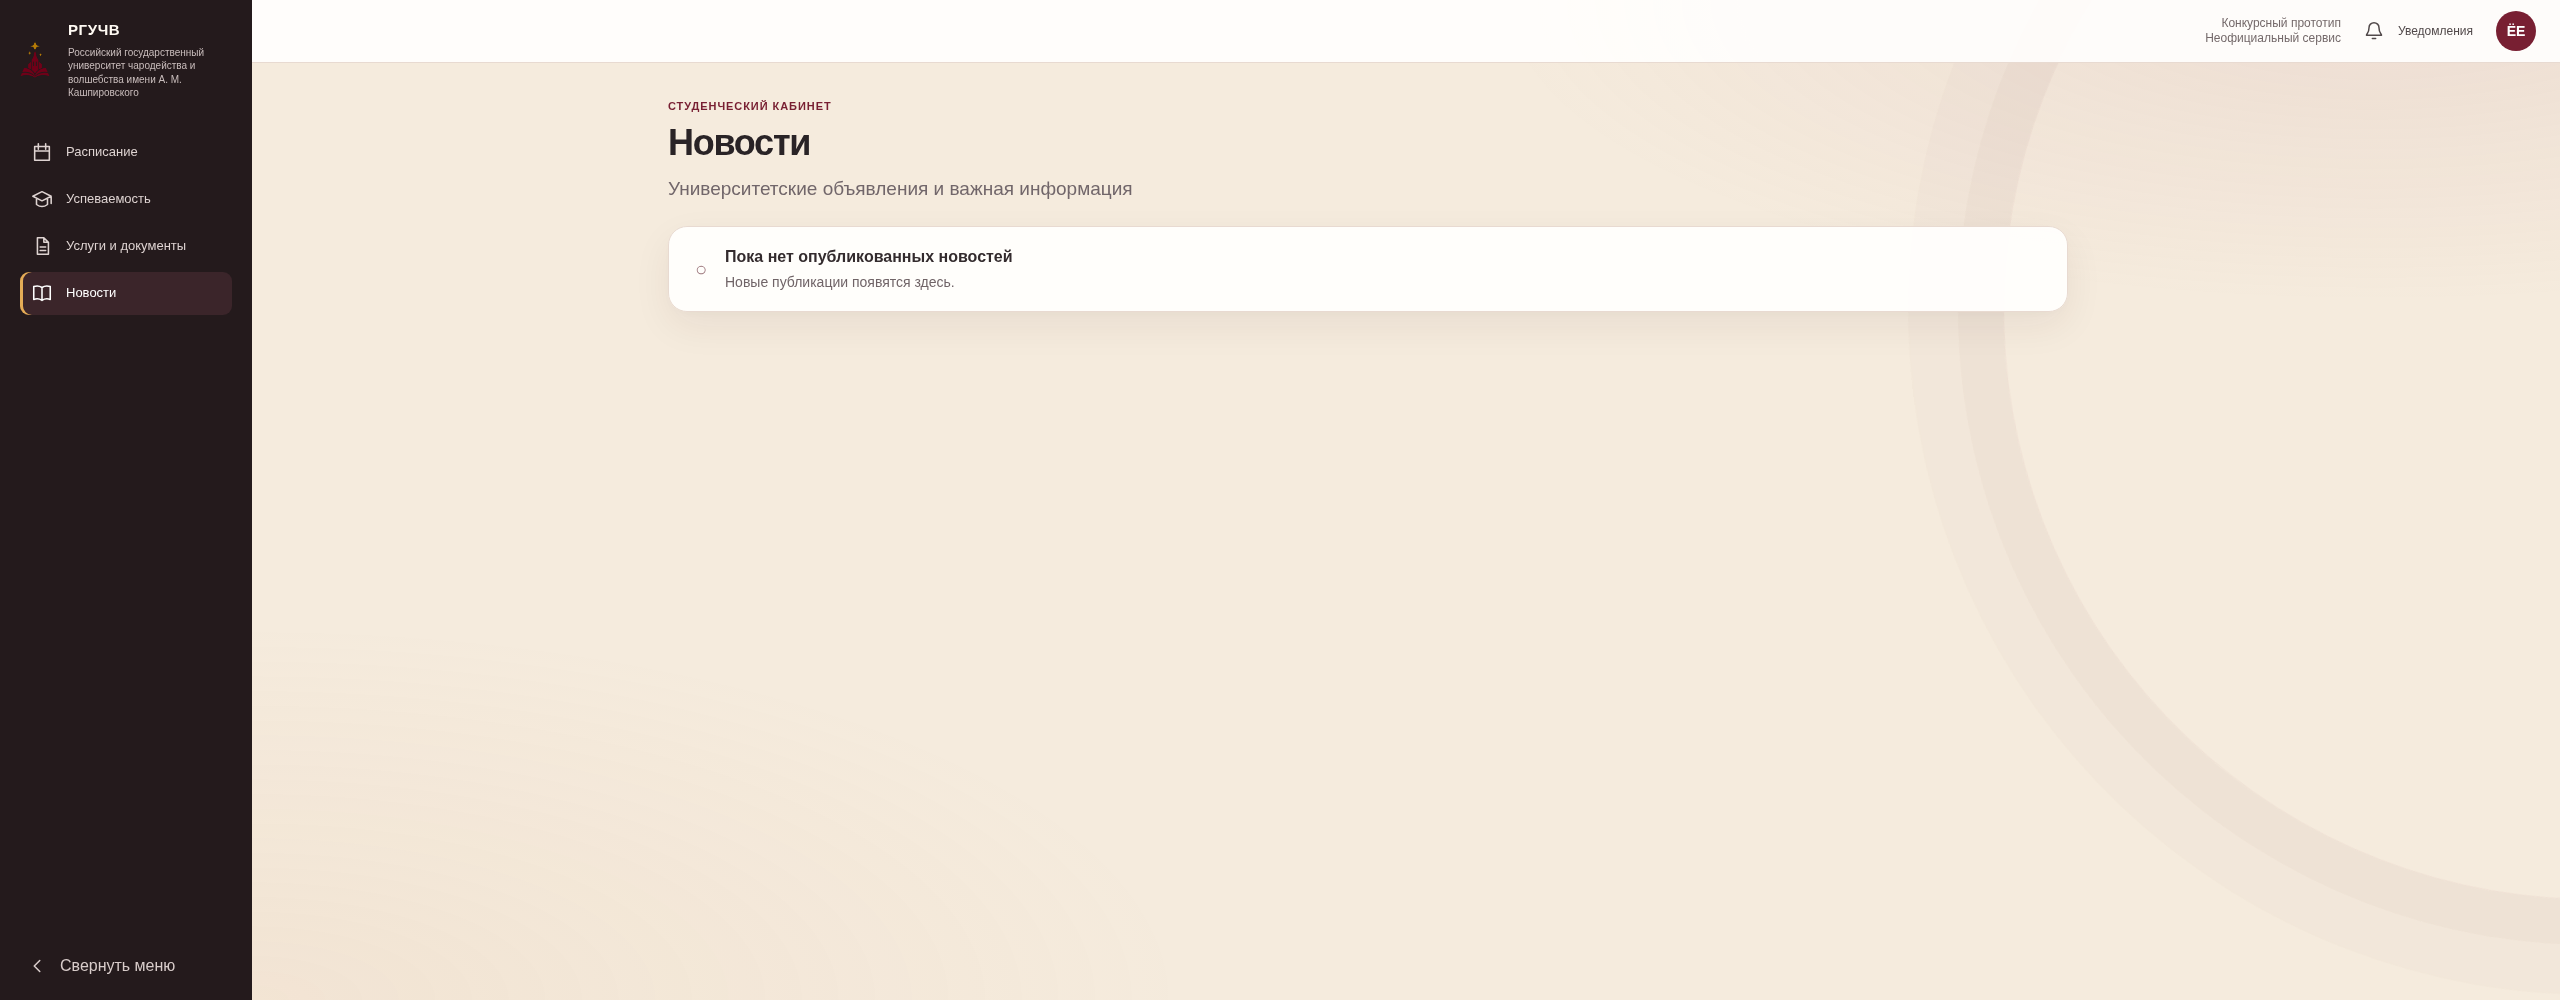 РГУЧВ
Российский государственный
университет чародейства и
волшебства имени А. М.
Кашпировского
Расписание
Успеваемость
Услуги и документы
Новости
Свернуть меню
Конкурсный прототип
Неофициальный сервис
Уведомления
ЁЕ
СТУДЕНЧЕСКИЙ КАБИНЕТ
Новости
Университетские объявления и важная информация
Пока нет опубликованных новостей
Новые публикации появятся здесь.